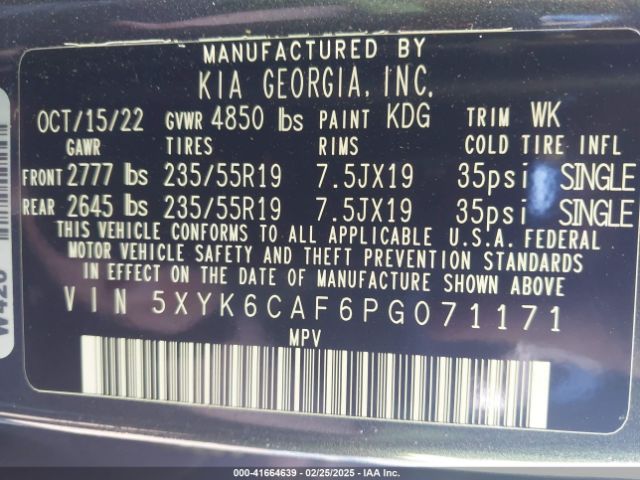 MANUFACTURED BY
KIA GEORGIA, INC.
OCT/15/22 GVWR 4850 lbs PAINT KDG TRIM WK
GAWR TIRES RIMS COLD TIRE INFL
FRONT 2777 lbs 235/55R19 7.5JX19 35psi SINGLE
REAR 2645 lbs 235/55R19 7.5JX19 35psi SINGLE
THIS VEHICLE CONFORMS TO ALL APPLICABLE U.S.A. FEDERAL
MOTOR VEHICLE SAFETY AND THEFT PREVENTION STANDARDS
IN EFFECT ON THE DATE OF MANUFACTURE SHOWN ABOVE
VIN 5XYK6CAF6PG071171
MPV
000-41664639 - 02/25/2025 - IAA Inc.